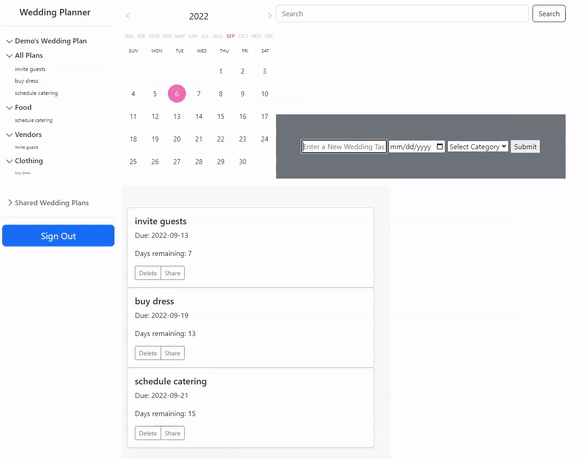 Wedding Planner
Demo's Wedding Plan
All Plans
invite guests
buy dress
schedule catering
Food
schedule catering
Vendors
invite guests
Clothing
buy dress
Shared Wedding Plans
Sign Out
2022
JAN FEB MAR APR MAY JUN JUL AUG SEP OCT NOV DEC
SUN MON TUE WED THU FRI SAT
1 2 3
4 5 6 7 8 9 10
11 12 13 14 15 16 17
18 19 20 21 22 23 24
25 26 27 28 29 30
Search Search
Enter a New Wedding Tas mm/dd/yyyy Select Category Submit
invite guests
Due: 2022-09-13
Days remaining: 7
Delete Share
buy dress
Due: 2022-09-19
Days remaining: 13
Delete Share
schedule catering
Due: 2022-09-21
Days remaining: 15
Delete Share